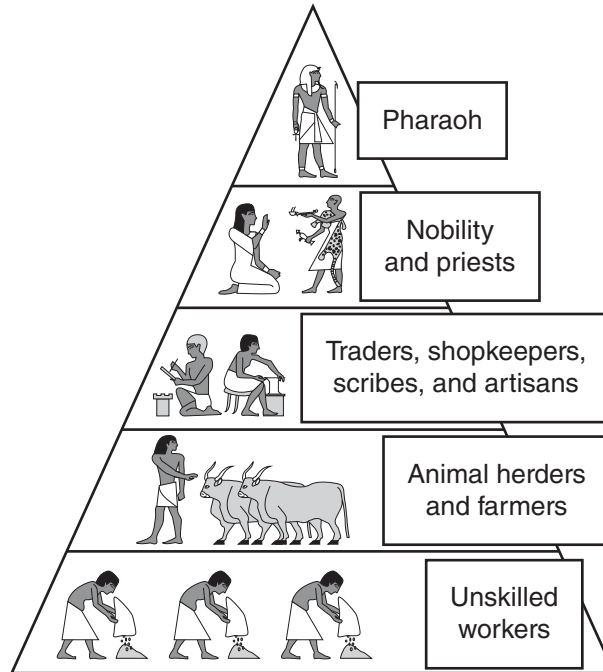 Pharaoh
Nobility
and priests
Traders, shopkeepers,
scribes, and artisans
Animal herders
and farmers
Unskilled
workers